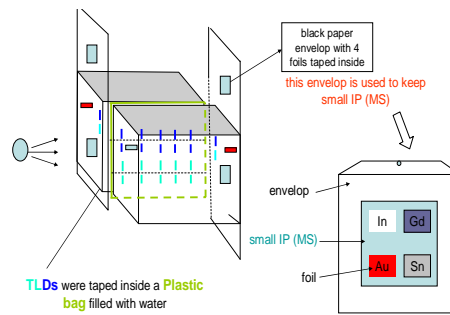 black paper
envelop with 4
foils taped inside
this envelop is used to keep
small IP (MS)
envelop
In
Gd
small IP (MS)
foil
Au
Sn
TLDs were taped inside a Plastic
bag filled with water